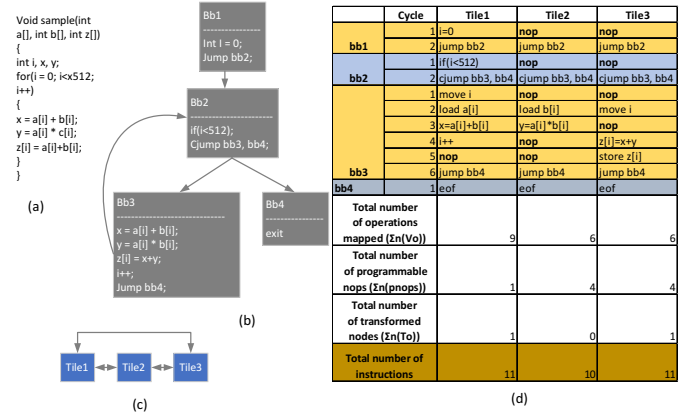 Void sample(int
a[], int b[], int z[])
{
int i, x, y;
for(i = 0; i<x512;
i++)
{
x = a[i] + b[i];
y = a[i] * c[i];
z[i] = a[i]+b[i];
}
}
(a)
Bb1
Int I = 0;
Jump bb2;
Bb2
if(i<512);
Cjump bb3, bb4;
Bb3
x = a[i] + b[i];
y = a[i] * b[i];
z[i] = x+y;
i++;
Jump bb4;
Bb4
exit
(b)
Tile1 Tile2 Tile3
(c)
Cycle Tile1 Tile2 Tile3
1 i=0 nop nop
bb1 2 jump bb2 jump bb2 jump bb2
1 if(i<512) nop nop
bb2 2 cjump bb3, bb4 cjump bb3, bb4 cjump bb3, bb4
1 move i nop nop
2 load a[i] load b[i] move i
3 x=a[i]+b[i] y=a[i]*b[i] nop
4 i++ nop z[i]=x+y
5 nop nop store z[i]
bb3 6 jump bb4 jump bb4 jump bb4
bb4 1 eof eof eof
Total number
of operations
mapped (Σn(Vo)) 9 6 6
Total number
of programmable
nops (Σn(pnops)) 1 4 4
Total number
of transformed
nodes (Σn(To)) 1 0 1
Total number of
instructions 11 10 11
(d)